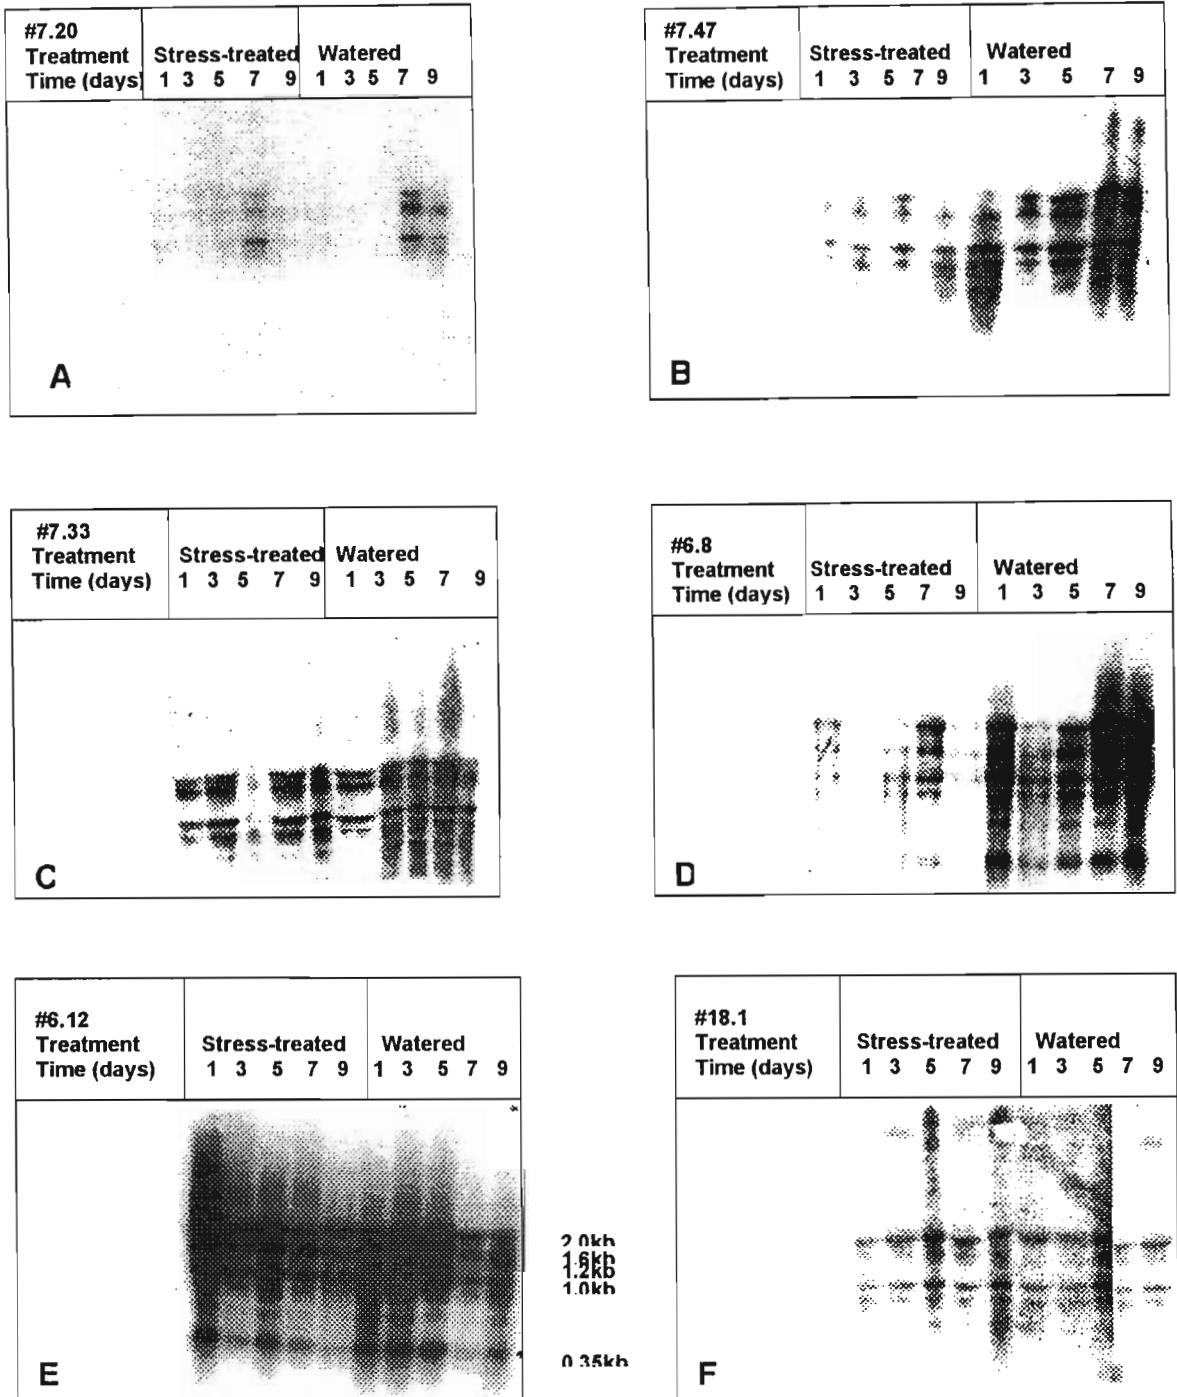 #7.20
Treatment Stress-treated Watered
Time (days) 1 3 5 7 9 1 3 5 7 9
A
#7.47
Treatment Stress-treated Watered
Time (days) 1 3 5 7 9 1 3 5 7 9
B
#7.33
Treatment Stress-treated Watered
Time (days) 1 3 5 7 9 1 3 5 7 9
C
#6.8
Treatment Stress-treated Watered
Time (days) 1 3 5 7 9 1 3 5 7 9
D
#6.12
Treatment Stress-treated Watered
Time (days) 1 3 5 7 9 1 3 5 7 9
2.0kb
1.6kb
1.2kb
1.0kb
0.35kb
E
#18.1
Treatment Stress-treated Watered
Time (days) 1 3 5 7 9 1 3 5 7 9
F